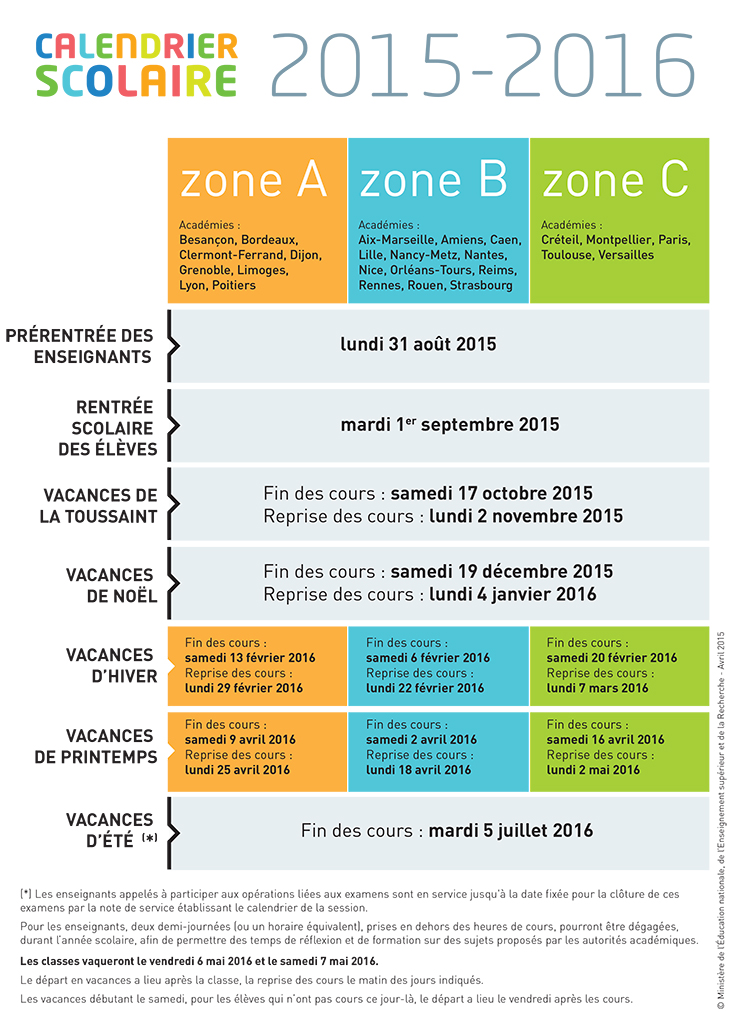 CALENDRIER
SCOLAIRE
2015-2016
zone A
Académies :
Besançon, Bordeaux,
Clermont-Ferrand, Dijon,
Grenoble, Limoges,
Lyon, Poitiers
zone B
Académies :
Aix-Marseille, Amiens, Caen,
Lille, Nancy-Metz, Nantes,
Nice, Orléans-Tours, Reims,
Rennes, Rouen, Strasbourg
zone C
Académies :
Créteil, Montpellier, Paris,
Toulouse, Versailles
PRÉRENTRÉE DES
ENSEIGNANTS
lundi 31 août 2015
RENTRÉE
SCOLAIRE
DES ÉLÈVES
mardi 1er septembre 2015
VACANCES DE
LA TOUSSAINT
Fin des cours : samedi 17 octobre 2015
Reprise des cours : lundi 2 novembre 2015
VACANCES
DE NOËL
Fin des cours : samedi 19 décembre 2015
Reprise des cours : lundi 4 janvier 2016
VACANCES
D'HIVER
Fin des cours :
samedi 13 février 2016
Reprise des cours :
lundi 29 février 2016
Fin des cours :
samedi 6 février 2016
Reprise des cours :
lundi 22 février 2016
Fin des cours :
samedi 20 février 2016
Reprise des cours :
lundi 7 mars 2016
VACANCES
DE PRINTEMPS
Fin des cours :
samedi 9 avril 2016
Reprise des cours :
lundi 25 avril 2016
Fin des cours :
samedi 2 avril 2016
Reprise des cours :
lundi 18 avril 2016
Fin des cours :
samedi 16 avril 2016
Reprise des cours :
lundi 2 mai 2016
VACANCES
D'ÉTÉ (*)
Fin des cours : mardi 5 juillet 2016
(*) Les enseignants appelés à participer aux opérations liées aux examens sont en service jusqu'à la date fixée pour la clôture de ces
examens par la note de service établissant le calendrier de la session.
Pour les enseignants, deux demi-journées (ou un horaire équivalent), prises en dehors des heures de cours, pourront être dégagées,
durant l'année scolaire, afin de permettre des temps de réflexion et de formation sur des sujets proposés par les autorités académiques.
Les classes vaqueront le vendredi 6 mai 2016 et le samedi 7 mai 2016.
Le départ en vacances a lieu après la classe, la reprise des cours le matin des jours indiqués.
Les vacances débutant le samedi, pour les élèves qui n'ont pas cours ce jour-là, le départ a lieu le vendredi après les cours.
© Ministère de l'Éducation nationale, de l'Enseignement supérieur et de la Recherche - Avril 2015